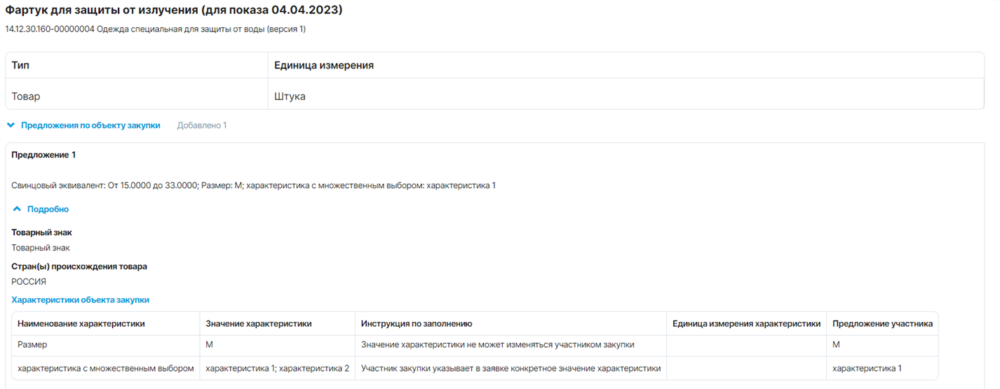 Фартук для защиты от излучения (для показа 04.04.2023)
14.12.30.160-00000004 Одежда специальная для защиты от воды (версия 1)
Тип Единица измерения
Товар Штука
Предложения по объекту закупки Добавлено 1
Предложение 1
Свинцовый эквивалент: От 15.0000 до 33.0000; Размер: M; характеристика с множественным выбором: характеристика 1
Подробно
Товарный знак
Товарный знак
Стран(ы) происхождения товара
РОССИЯ
Характеристики объекта закупки
Наименование характеристики Значение характеристики Инструкция по заполнению Единица измерения характеристики Предложение участника
Размер M Значение характеристики не может изменяться участником закупки M
характеристика с множественным выбором характеристика 1; характеристика 2 Участник закупки указывает в заявке конкретное значение характеристики характеристика 1